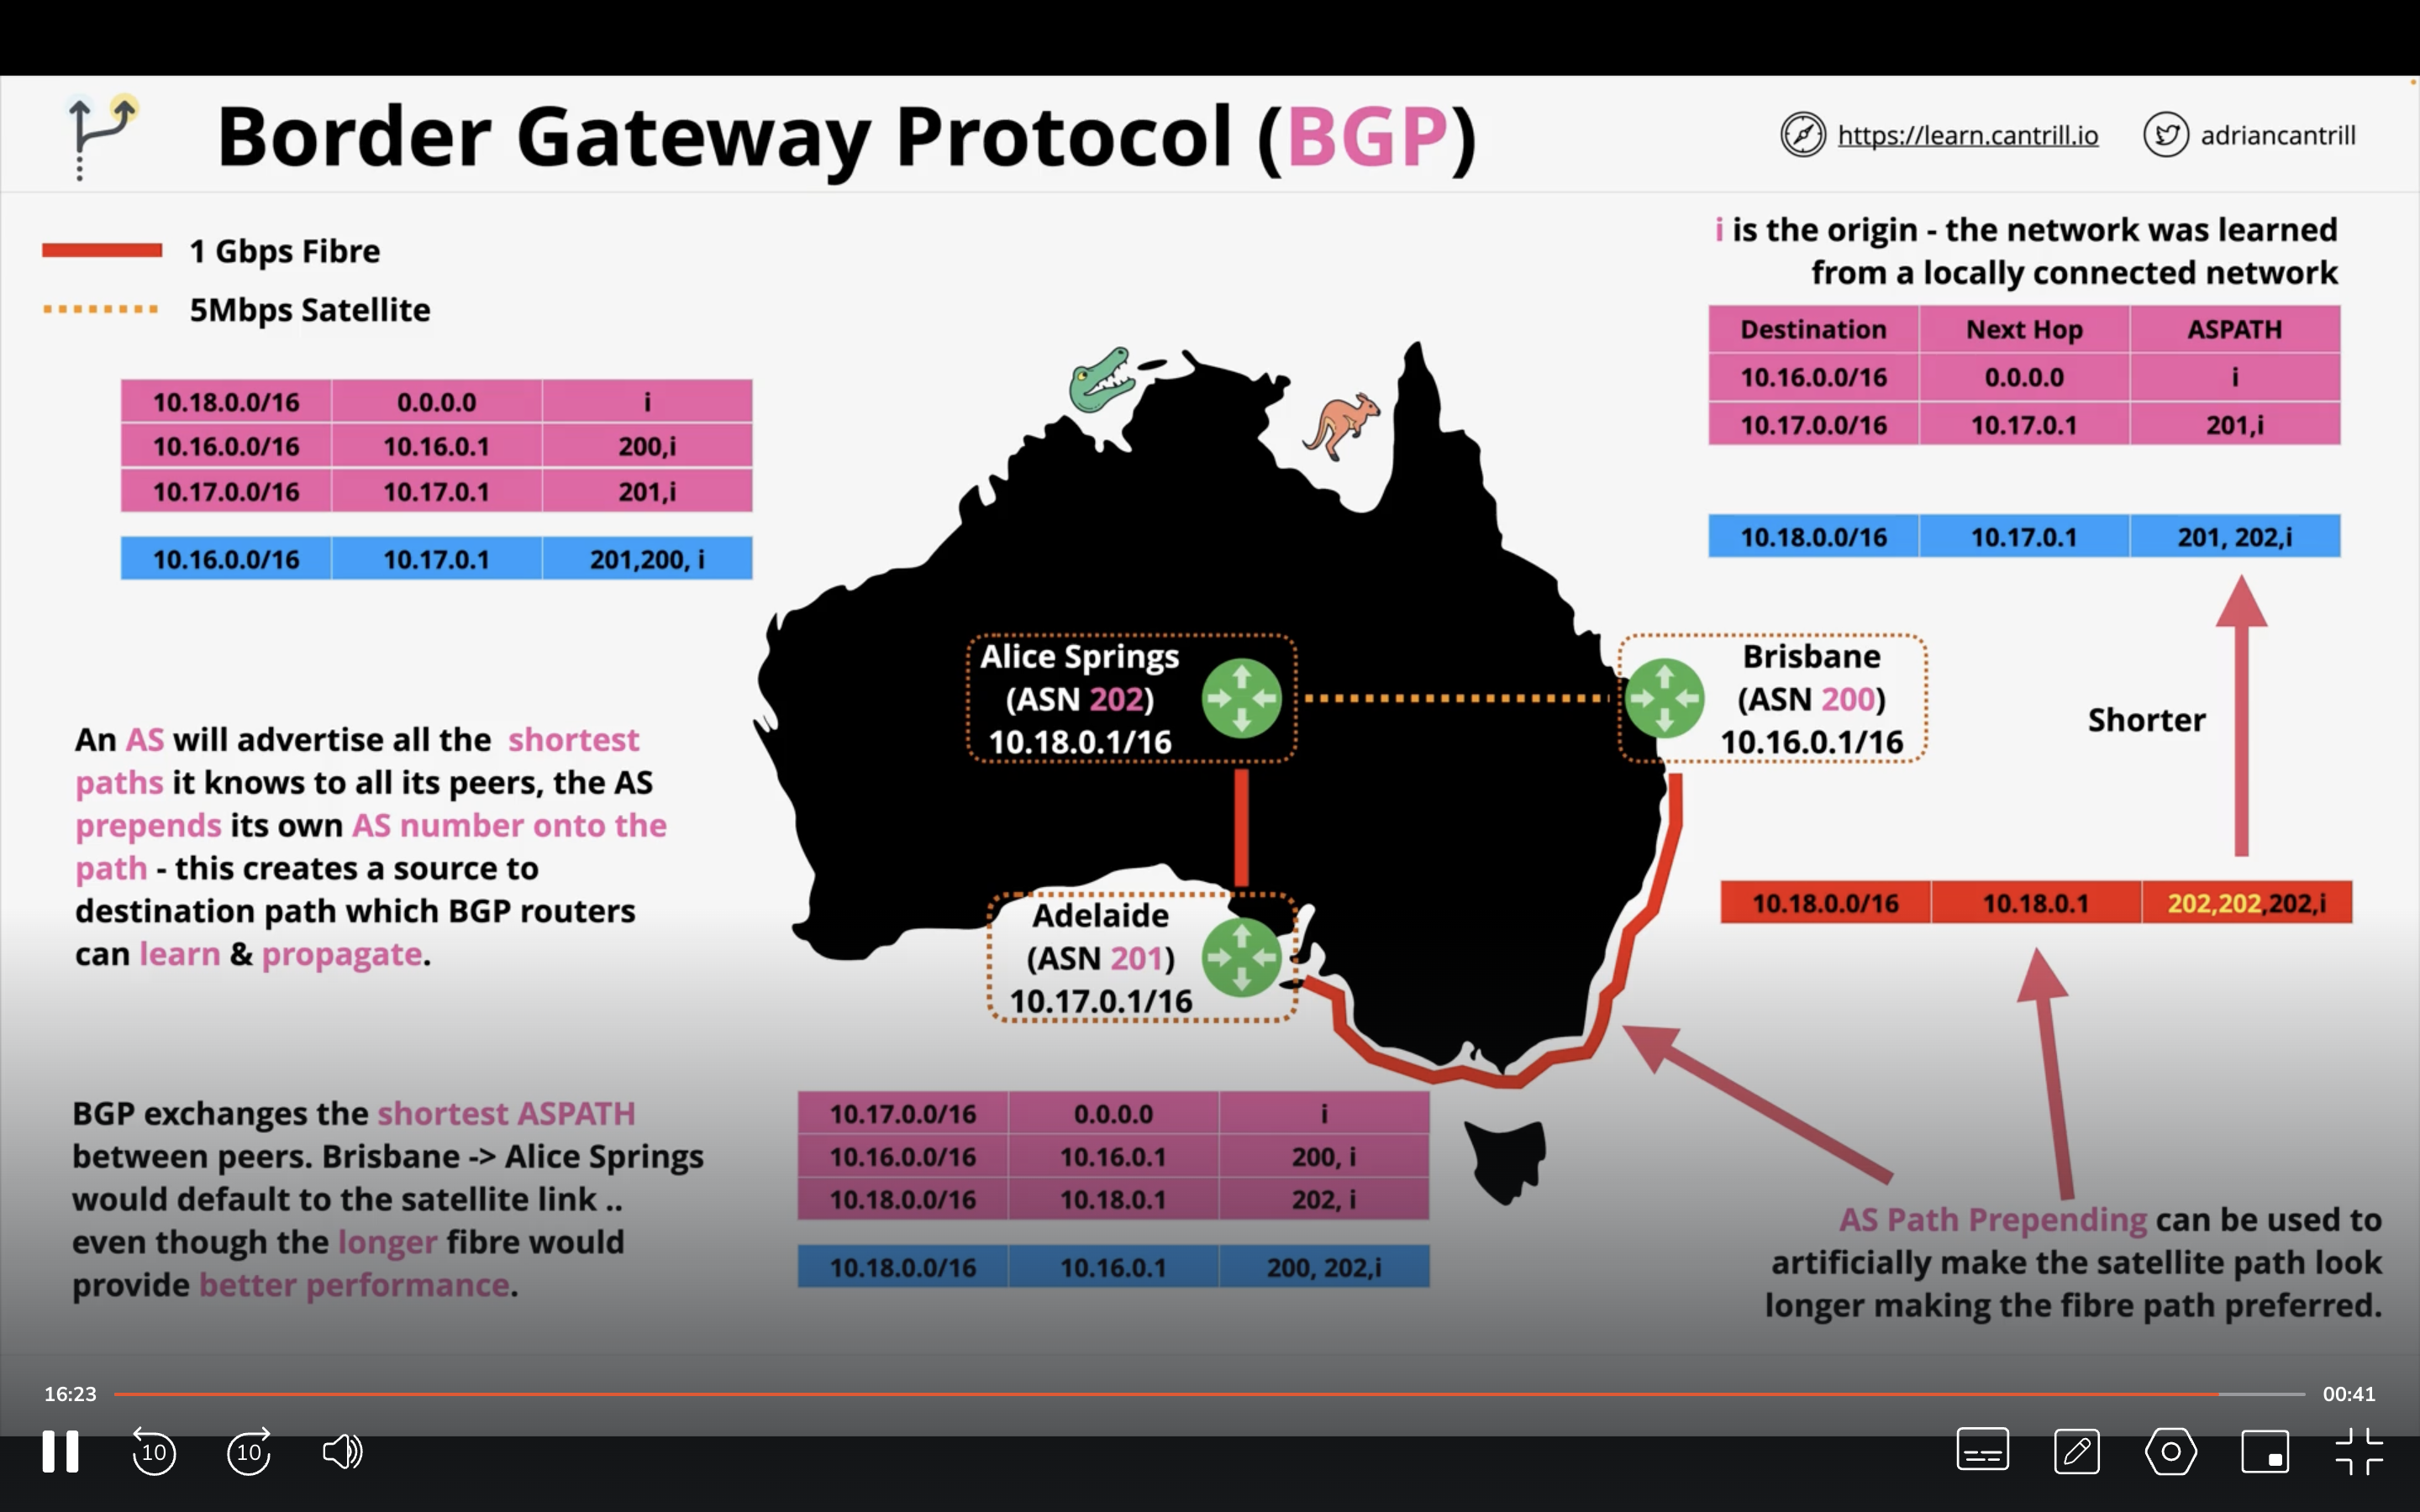 Border Gateway Protocol (BGP)
https://learn.cantrill.io
adriancantrill
1 Gbps Fibre
5Mbps Satellite
i is the origin - the network was learned
from a locally connected network
Destination Next Hop ASPATH
10.16.0.0/16 0.0.0.0 i
10.17.0.0/16 10.17.0.1 201,i
10.18.0.0/16 10.17.0.1 201, 202,i
10.18.0.0/16 0.0.0.0 i
10.16.0.0/16 10.16.0.1 200,i
10.17.0.0/16 10.17.0.1 201,i
10.16.0.0/16 10.17.0.1 201,200, i
Alice Springs
(ASN 202)
10.18.0.1/16
Brisbane
(ASN 200)
10.16.0.1/16
Shorter
An AS will advertise all the shortest
paths it knows to all its peers, the AS
prepends its own AS number onto the
path - this creates a source to
destination path which BGP routers
can learn & propagate.
10.18.0.0/16 10.18.0.1 202,202,202,i
Adelaide
(ASN 201)
10.17.0.1/16
BGP exchanges the shortest ASPATH
between peers. Brisbane -> Alice Springs
would default to the satellite link ..
even though the longer fibre would
provide better performance.
10.17.0.0/16 0.0.0.0 i
10.16.0.0/16 10.16.0.1 200, i
10.18.0.0/16 10.18.0.1 202, i
10.18.0.0/16 10.16.0.1 200, 202,i
AS Path Prepending can be used to
artificially make the satellite path look
longer making the fibre path preferred.
16:23
00:41
10
10